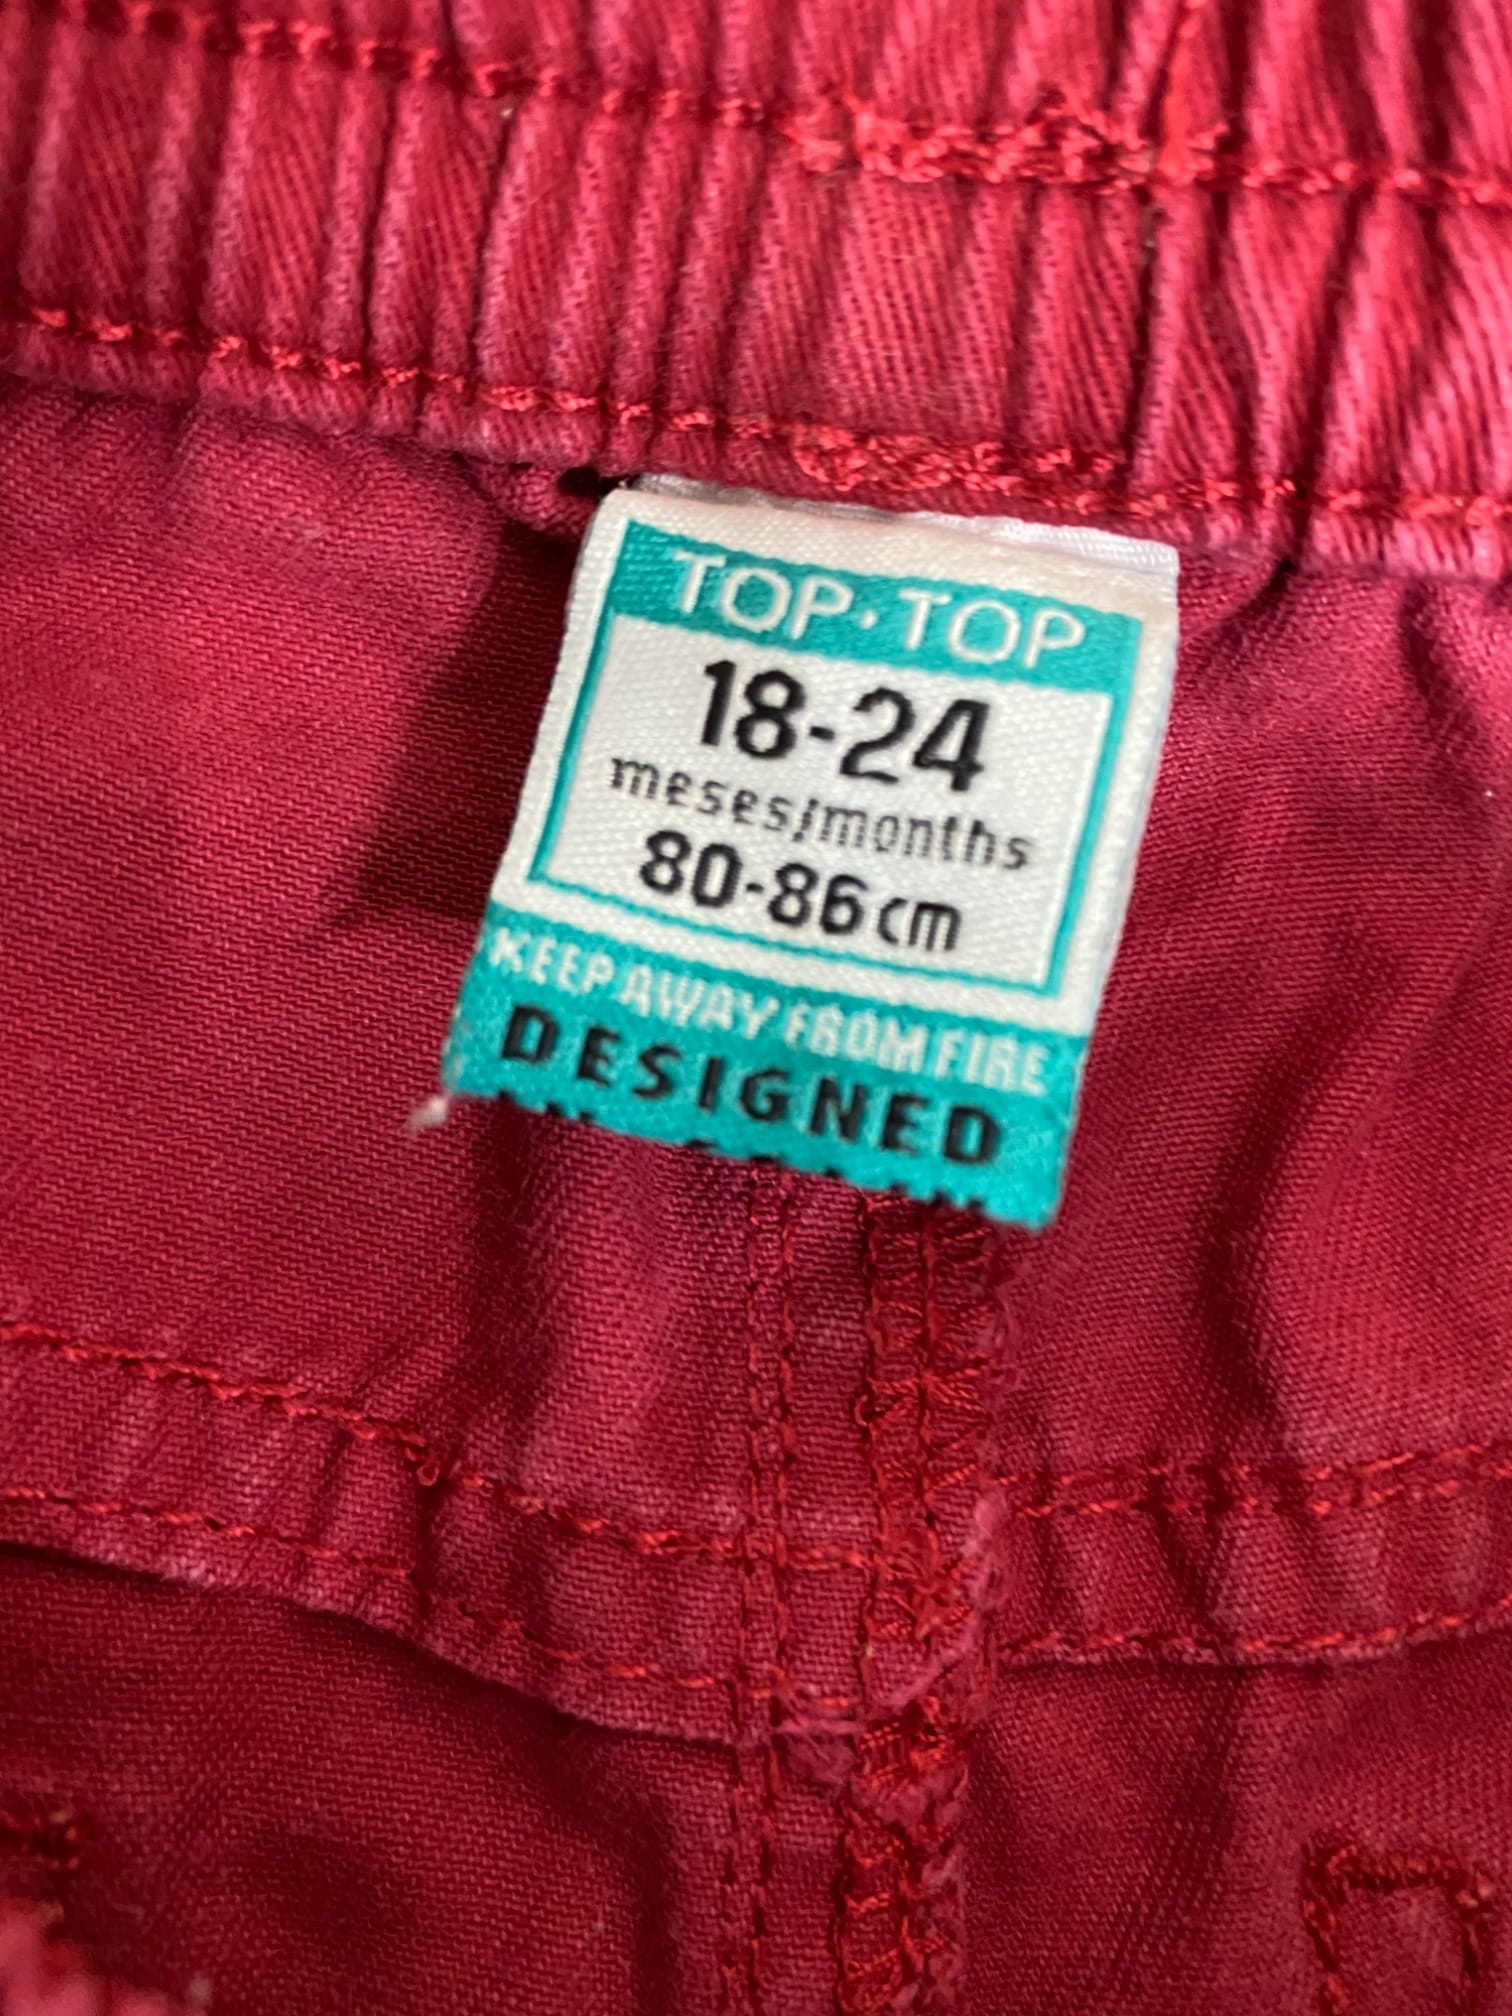 TOP·TOP
18-24
meses/months
80-86cm
KEEP AWAY FROM FIRE
DESIGNED